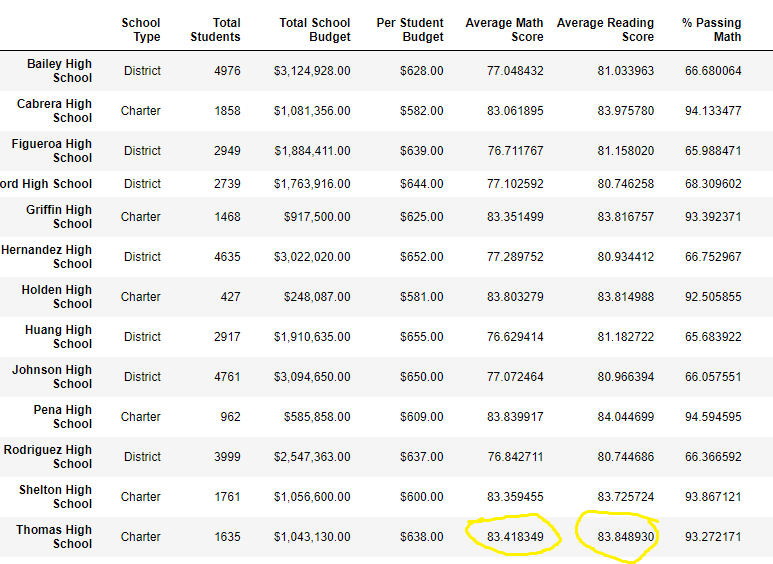 School Type Total Students Total School Budget Per Student Budget Average Math Score Average Reading Score % Passing Math
Bailey High School District 4976 $3,124,928.00 $628.00 77.048432 81.033963 66.680064
Cabrera High School Charter 1858 $1,081,356.00 $582.00 83.061895 83.975780 94.133477
Figueroa High School District 2949 $1,884,411.00 $639.00 76.711767 81.158020 65.988471
ord High School District 2739 $1,763,916.00 $644.00 77.102592 80.746258 68.309602
Griffin High School Charter 1468 $917,500.00 $625.00 83.351499 83.816757 93.392371
Hernandez High School District 4635 $3,022,020.00 $652.00 77.289752 80.934412 66.752967
Holden High School Charter 427 $248,087.00 $581.00 83.803279 83.814988 92.505855
Huang High School District 2917 $1,910,635.00 $655.00 76.629414 81.182722 65.683922
Johnson High School District 4761 $3,094,650.00 $650.00 77.072464 80.966394 66.057551
Pena High School Charter 962 $585,858.00 $609.00 83.839917 84.044699 94.594595
Rodriguez High School District 3999 $2,547,363.00 $637.00 76.842711 80.744686 66.366592
Shelton High School Charter 1761 $1,056,600.00 $600.00 83.359455 83.725724 93.867121
Thomas High School Charter 1635 $1,043,130.00 $638.00 83.418349 83.848930 93.272171